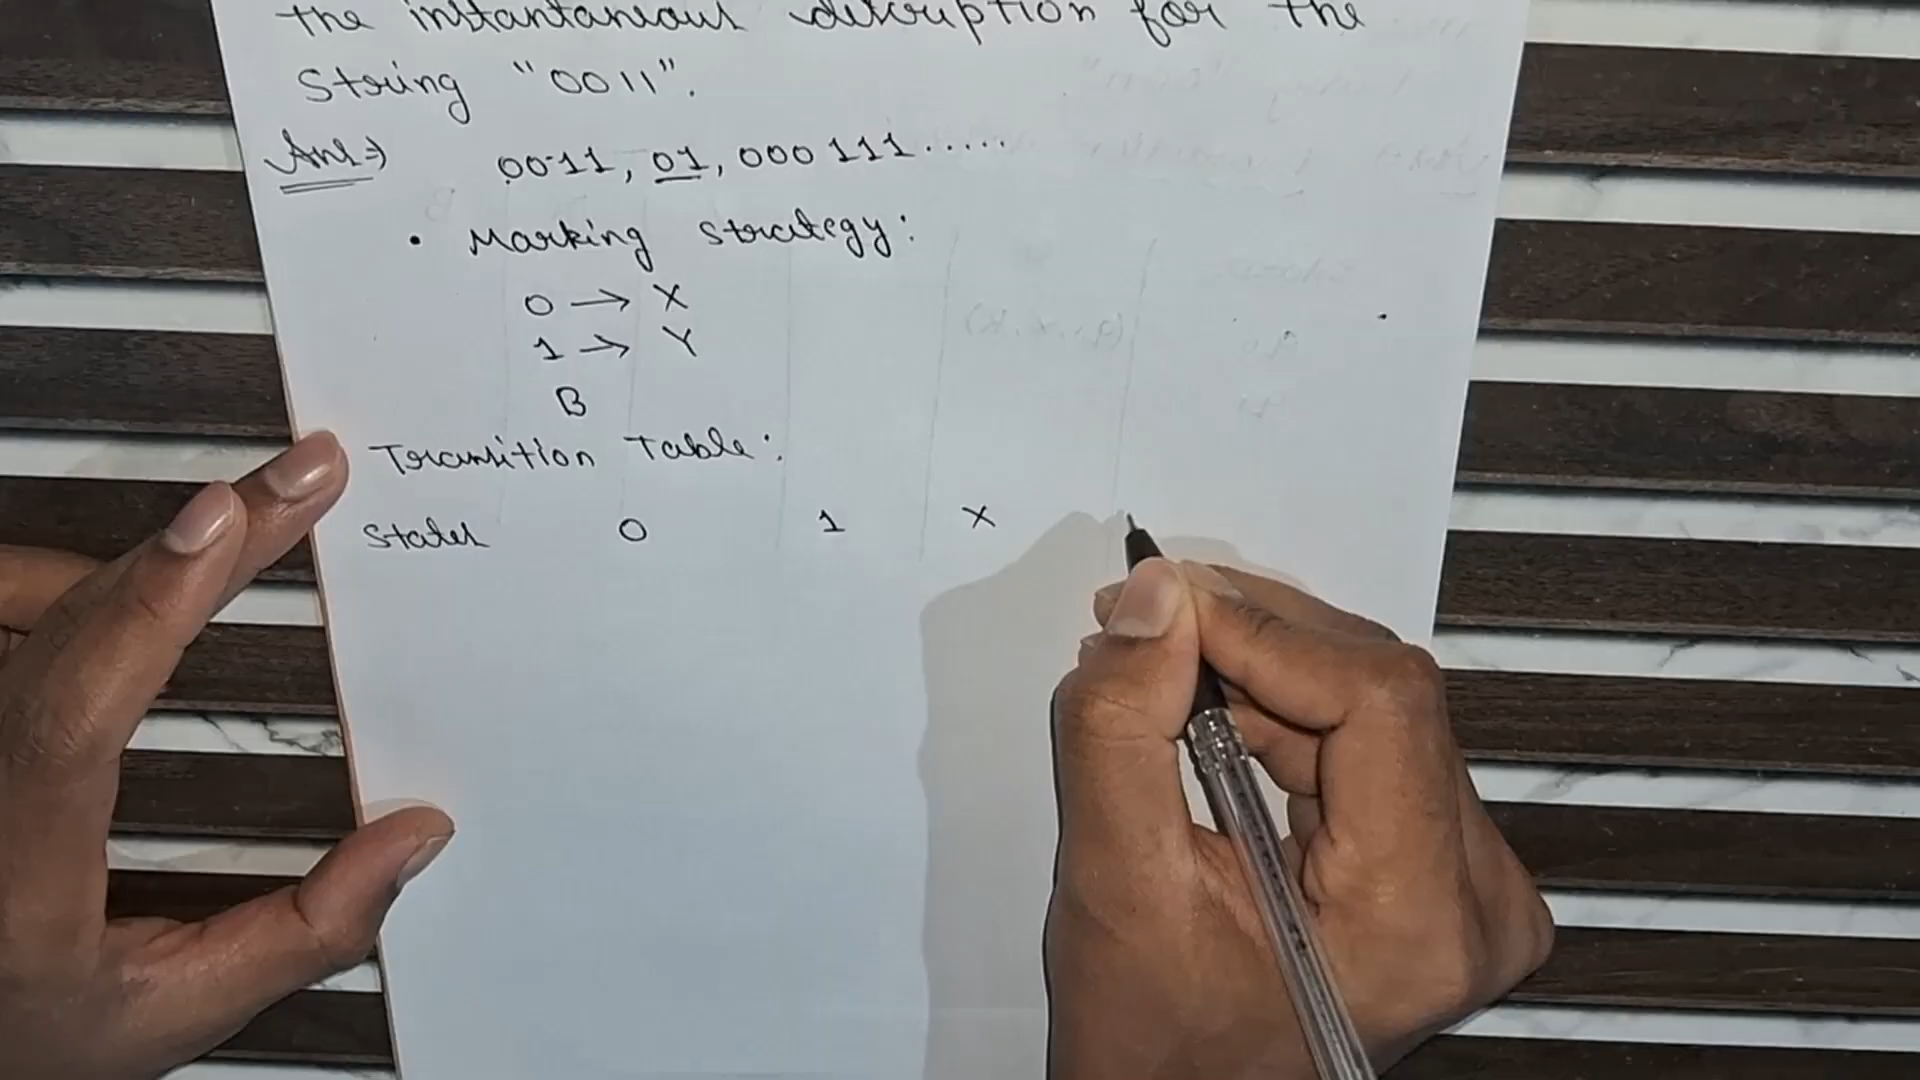 the instantaneous description for the
String "0011".
Ans⇒ 0011, 01, 000111.....
• Marking strategy:
0 → X
1 → Y
B
Transition Table:
States 0 1 X